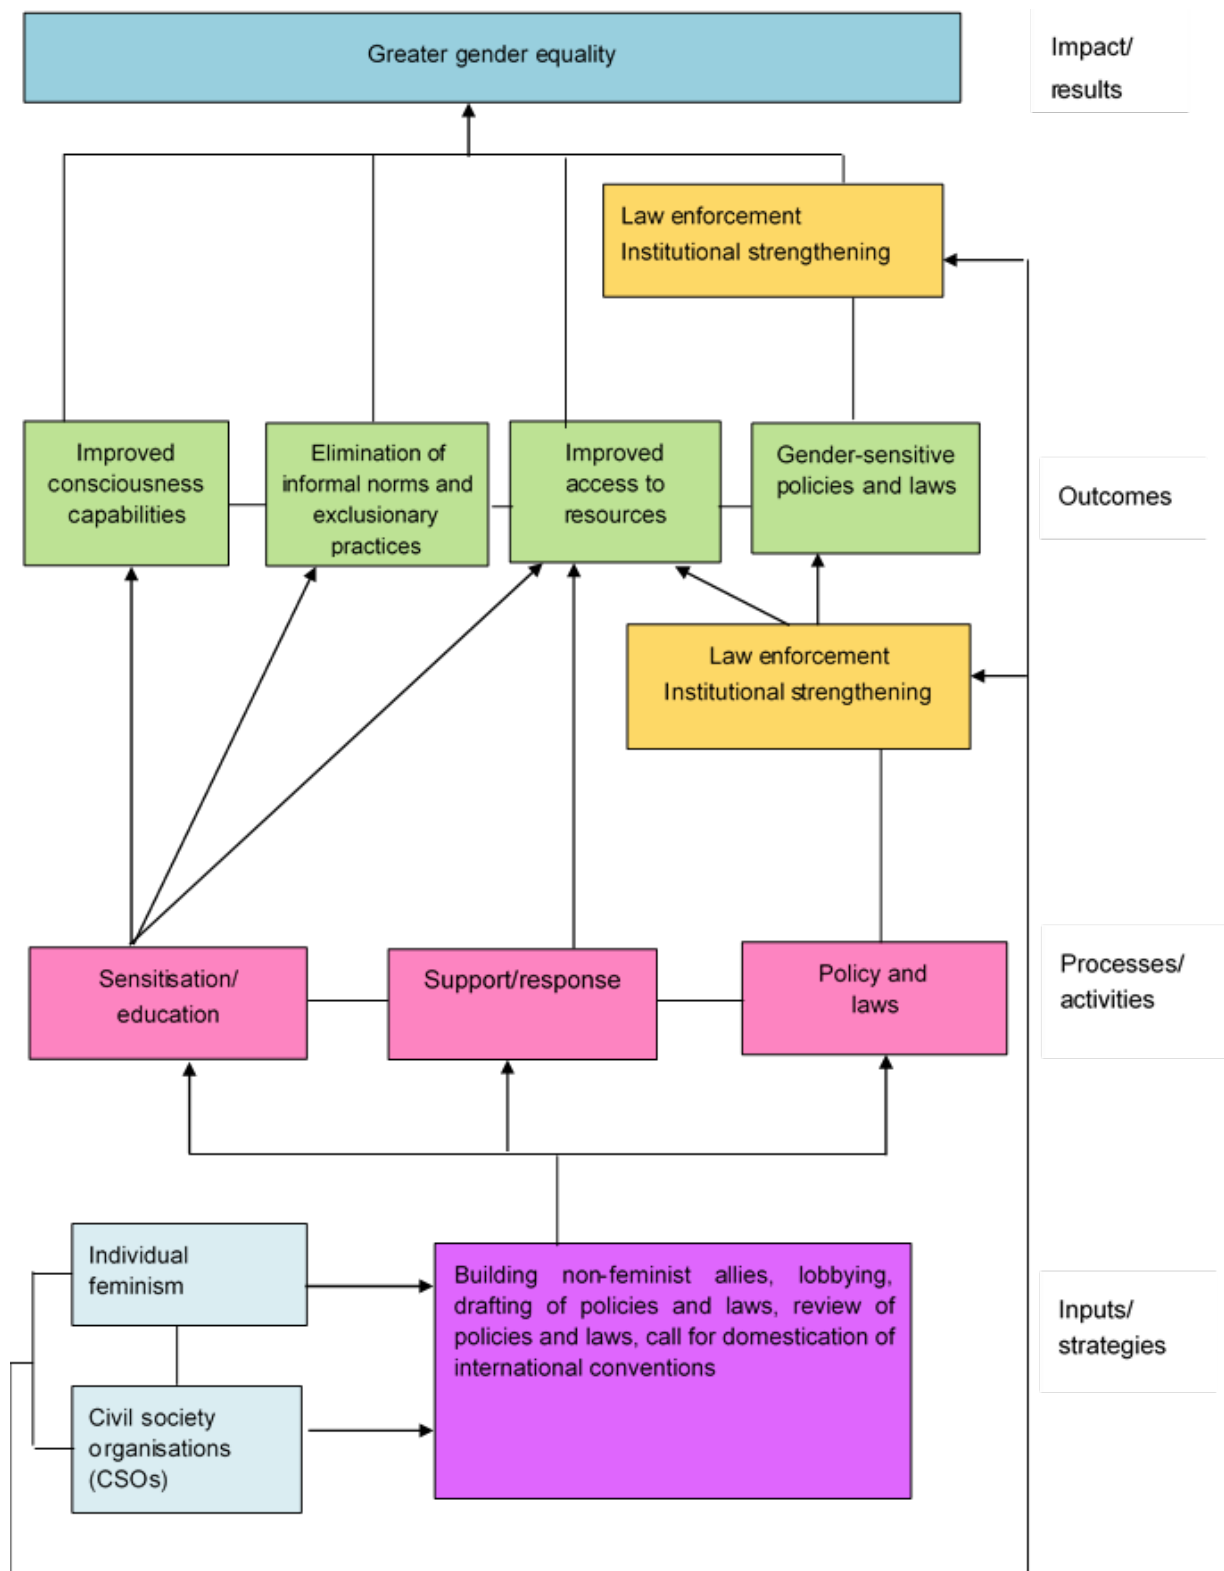 Greater gender equality
Impact/
results
Law enforcement
Institutional strengthening
Improved
consciousness
capabilities
Elimination of
informal norms and
exclusionary
practices
Improved
access to
resources
Gender-sensitive
policies and laws
Outcomes
Law enforcement
Institutional strengthening
Sensitisation/
education
Support/response
Policy and
laws
Processes/
activities
Individual
feminism
Building non-feminist allies, lobbying,
drafting of policies and laws, review of
policies and laws, call for domestication of
international conventions
Inputs/
strategies
Civil society
organisations
(CSOs)